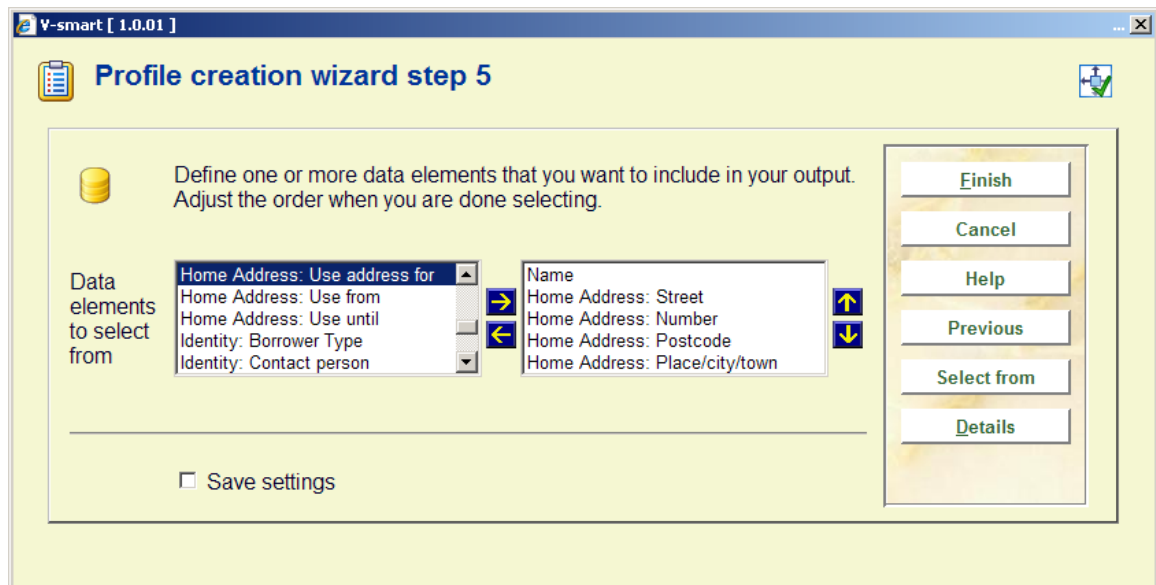 V-smart [ 1.0.01 ]
...
Profile creation wizard step 5
Define one or more data elements that you want to include in your output.
Adjust the order when you are done selecting.
Data
elements
to select
from
Home Address: Use address for
Home Address: Use from
Home Address: Use until
Identity: Borrower Type
Identity: Contact person
Name
Home Address: Street
Home Address: Number
Home Address: Postcode
Home Address: Place/city/town
Save settings
Finish
Cancel
Help
Previous
Select from
Details